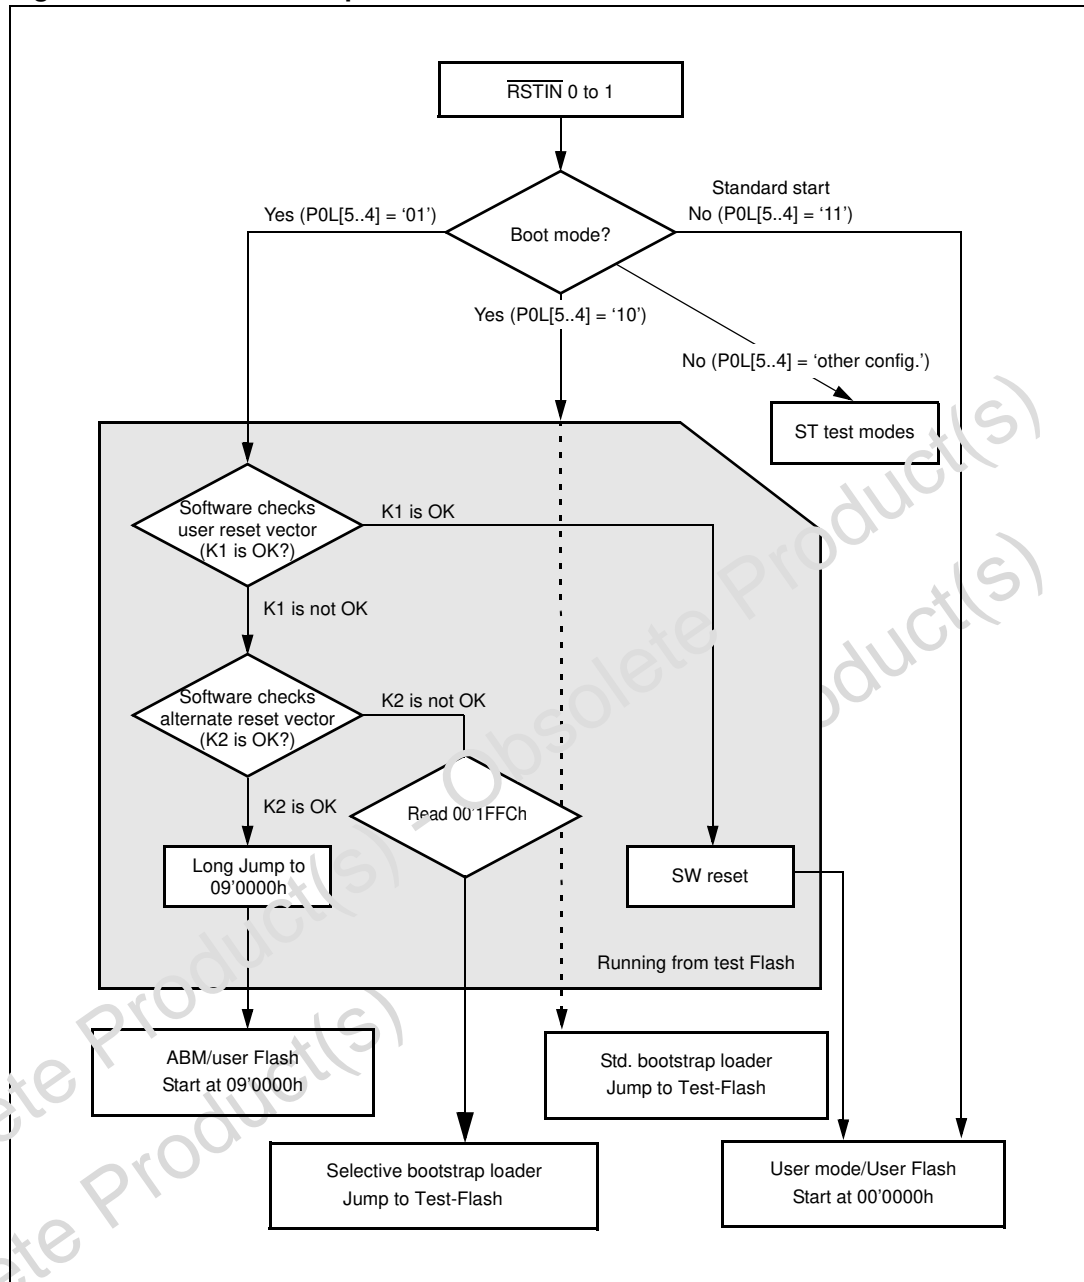 RSTIN 0 to 1
Boot mode?
Yes (P0L[5..4] = ‘01’)
Standard start
No (P0L[5..4] = ‘11’)
Yes (P0L[5..4] = ‘10’)
No (P0L[5..4] = ‘other config.’)
ST test modes
Software checks
user reset vector
(K1 is OK?)
K1 is OK
K1 is not OK
Software checks
alternate reset vector
(K2 is OK?)
K2 is not OK
K2 is OK
Read 00'1FFCh
Long Jump to
09'0000h
SW reset
Running from test Flash
ABM/user Flash
Start at 09'0000h
Std. bootstrap loader
Jump to Test-Flash
Selective bootstrap loader
Jump to Test-Flash
User mode/User Flash
Start at 00'0000h
Product(s) - Obsolete Product(s)
Product(s)